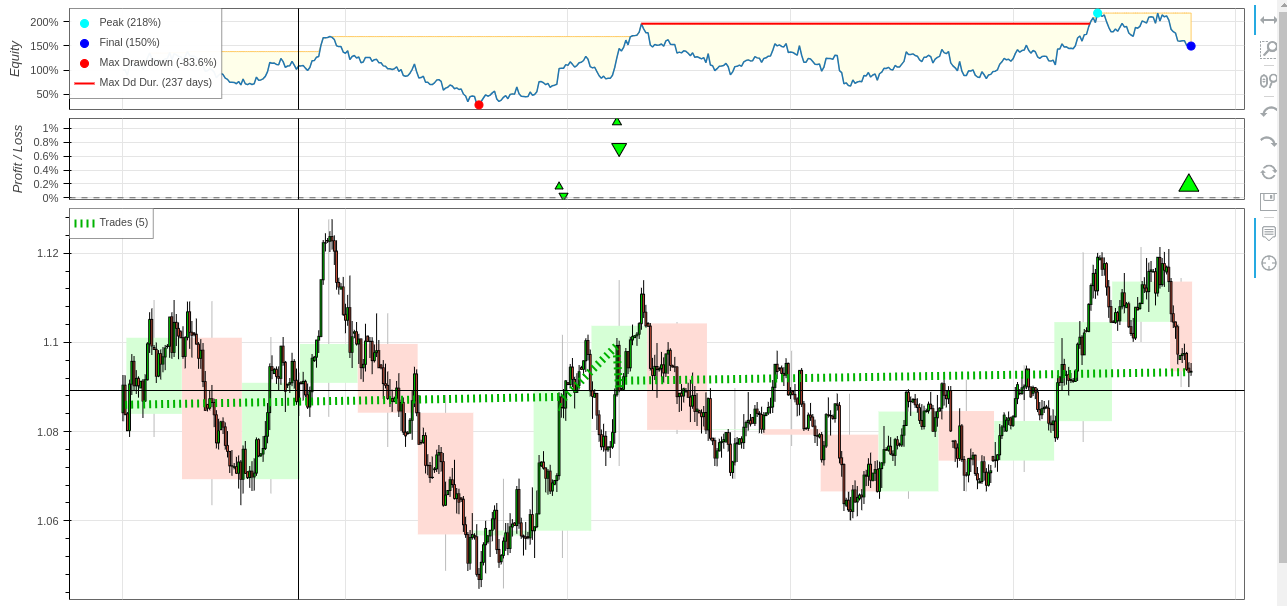 Equity
200%
150%
100%
50%
Peak (218%)
Final (150%)
Max Drawdown (-83.6%)
Max Dd Dur. (237 days)
Profit / Loss
1%
0.8%
0.6%
0.4%
0.2%
0%
Trades (5)
1.12
1.1
1.08
1.06